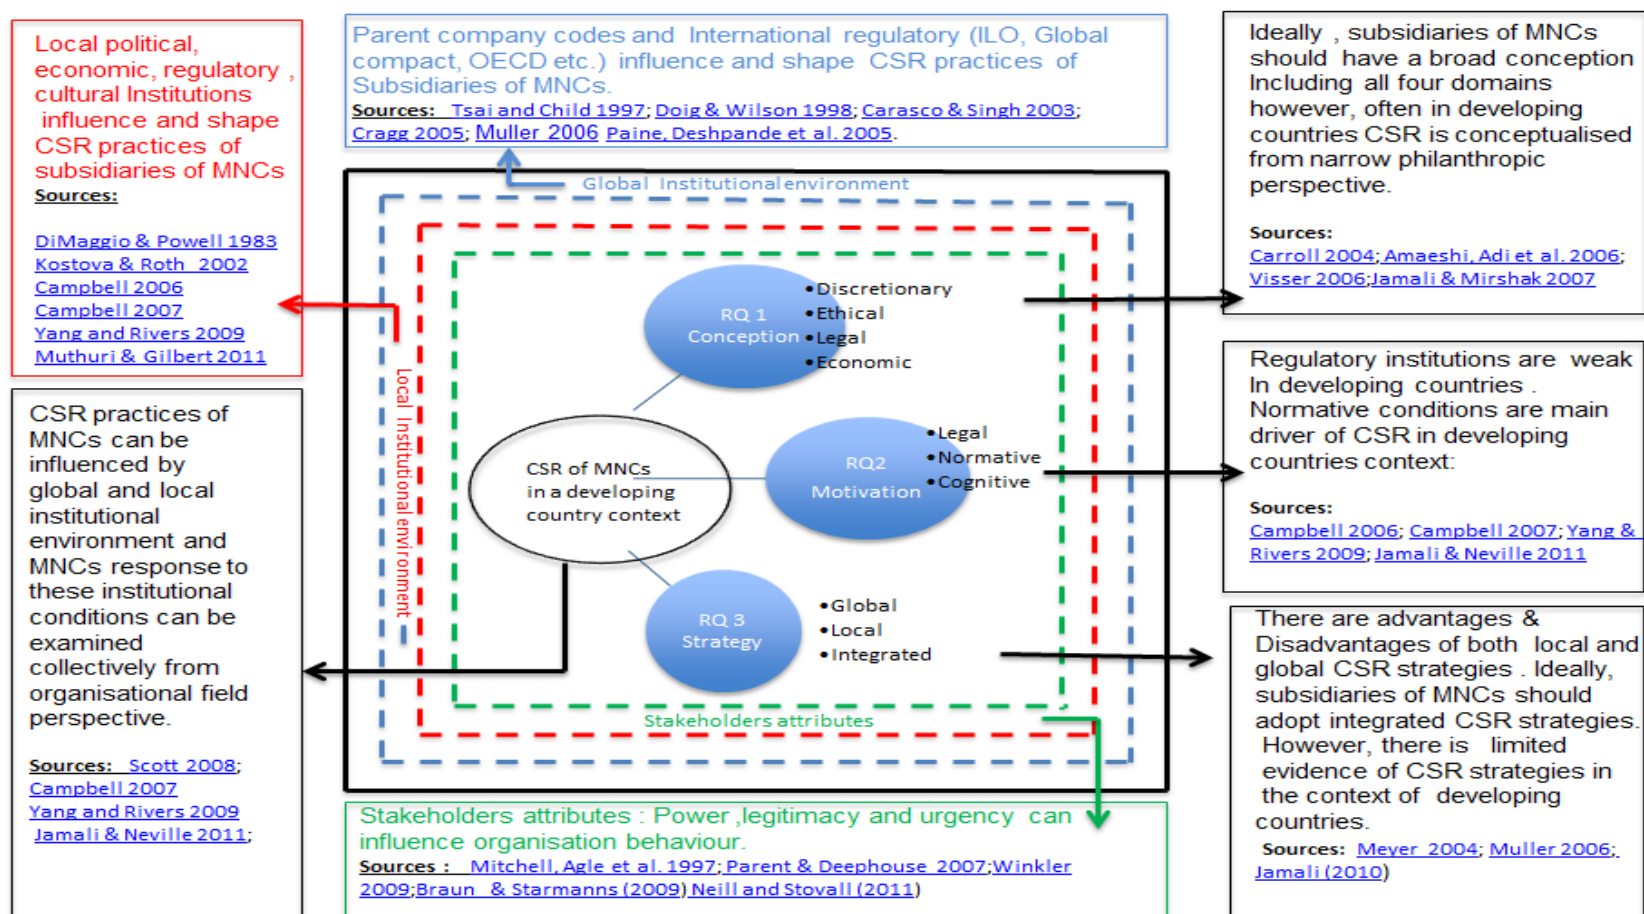 Local political,
economic, regulatory ,
cultural Institutions
influence and shape
CSR practices of
subsidiaries of MNCs
Sources:
DiMaggio & Powell 1983
Kostova & Roth 2002
Campbell 2006
Campbell 2007
Yang and Rivers 2009
Muthuri & Gilbert 2011
Parent company codes and International regulatory (ILO, Global
compact, OECD etc.) influence and shape CSR practices of
Subsidiaries of MNCs.
Sources: Tsai and Child 1997; Doig & Wilson 1998; Carasco & Singh 2003;
Cragg 2005; Muller 2006 Paine, Deshpande et al. 2005.
Ideally , subsidiaries of MNCs
should have a broad conception
Including all four domains
however, often in developing
countries CSR is conceptualised
from narrow philanthropic
perspective.
Sources:
Carroll 2004; Amaeshi, Adi et al. 2006;
Visser 2006;Jamali & Mirshak 2007
Global Institutional environment
Local Institutional environment
RQ 1
Conception
•Discretionary
•Ethical
•Legal
•Economic
CSR of MNCs
in a developing
country context
RQ2
Motivation
•Legal
•Normative
•Cognitive
RQ 3
Strategy
•Global
•Local
•Integrated
Stakeholders attributes
CSR practices of
MNCs can be
influenced by
global and local
institutional
environment and
MNCs response to
these institutional
conditions can be
examined
collectively from
organisational field
perspective.
Sources: Scott 2008;
Campbell 2007
Yang and Rivers 2009
Jamali & Neville 2011;
Regulatory institutions are weak
In developing countries .
Normative conditions are main
driver of CSR in developing
countries context:
Sources:
Campbell 2006; Campbell 2007; Yang &
Rivers 2009; Jamali & Neville 2011
There are advantages &
Disadvantages of both local and
global CSR strategies . Ideally,
subsidiaries of MNCs should
adopt integrated CSR strategies.
However, there is limited
evidence of CSR strategies in
the context of developing
countries.
Sources: Meyer 2004; Muller 2006;
Jamali (2010)
Stakeholders attributes : Power ,legitimacy and urgency can
influence organisation behaviour.
Sources : Mitchell, Agle et al. 1997; Parent & Deephouse 2007;Winkler
2009;Braun & Starmanns (2009) Neill and Stovall (2011)